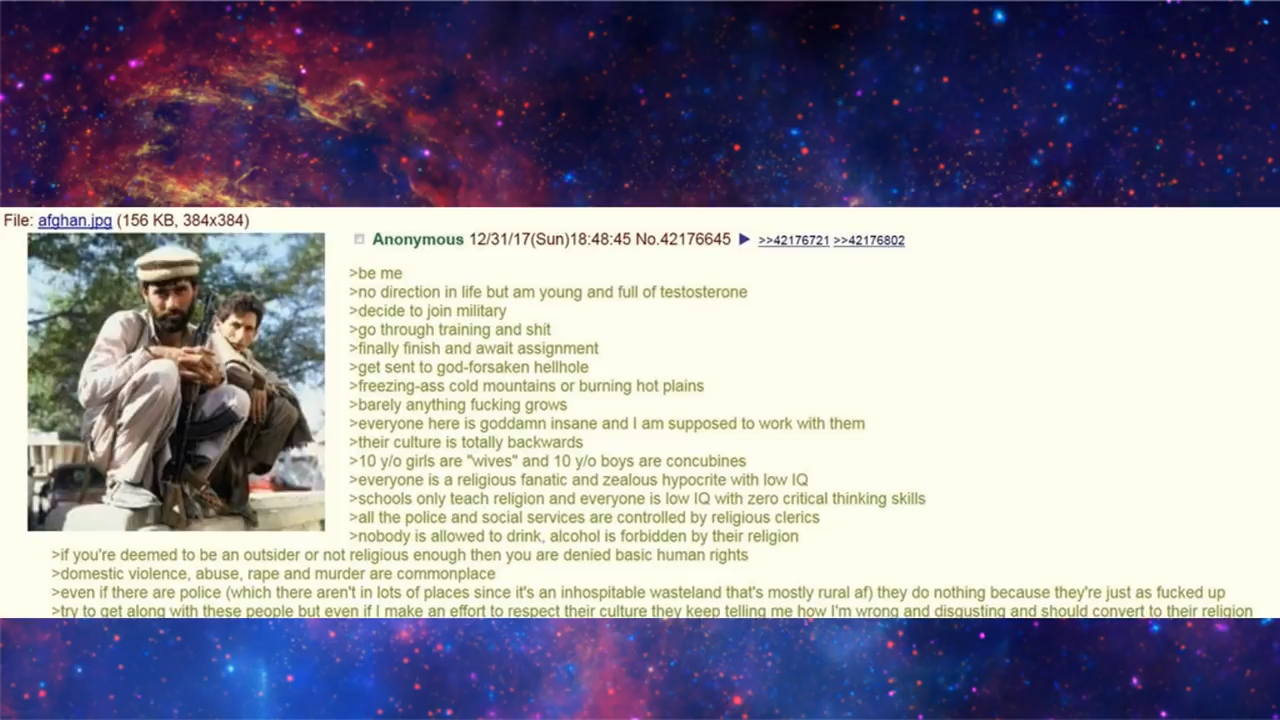 File: afghan.jpg (156 KB, 384x384)
Anonymous 12/31/17(Sun)18:48:45 No.42176645 ▶ >>42176721 >>42176802
>be me
>no direction in life but am young and full of testosterone
>decide to join military
>go through training and shit
>finally finish and await assignment
>get sent to god-forsaken hellhole
>freezing-ass cold mountains or burning hot plains
>barely anything fucking grows
>everyone here is goddamn insane and I am supposed to work with them
>their culture is totally backwards
>10 y/o girls are "wives" and 10 y/o boys are concubines
>everyone is a religious fanatic and zealous hypocrite with low IQ
>schools only teach religion and everyone is low IQ with zero critical thinking skills
>all the police and social services are controlled by religious clerics
>nobody is allowed to drink, alcohol is forbidden by their religion
>if you're deemed to be an outsider or not religious enough then you are denied basic human rights
>domestic violence, abuse, rape and murder are commonplace
>even if there are police (which there aren't in lots of places since it's an inhospitable wasteland that's mostly rural af) they do nothing because they're just as fucked up
>try to get along with these people but even if I make an effort to respect their culture they keep telling me how I'm wrong and disgusting and should convert to their religion